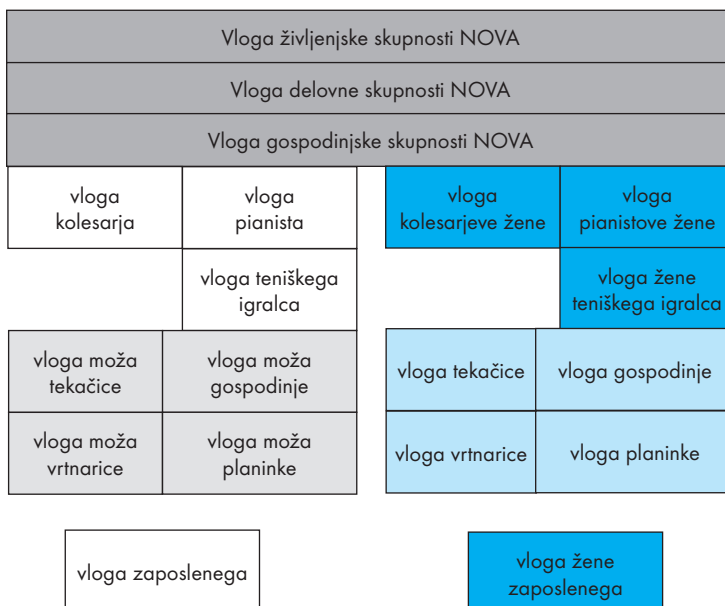 Vloga življenjske skupnosti NOVA
Vloga delovne skupnosti NOVA
Vloga gospodinjske skupnosti NOVA
vloga
kolesarja
vloga
pianista
vloga
kolesarjeve žene
vloga
pianistove žene
vloga teniškega
igralca
vloga žene
teniškega igralca
vloga moža
tekačice
vloga moža
gospodinje
vloga tekačice
vloga gospodinje
vloga moža
vrtnarice
vloga moža
planinke
vloga vrtnarice
vloga planinke
vloga zaposlenega
vloga žene
zaposlenega